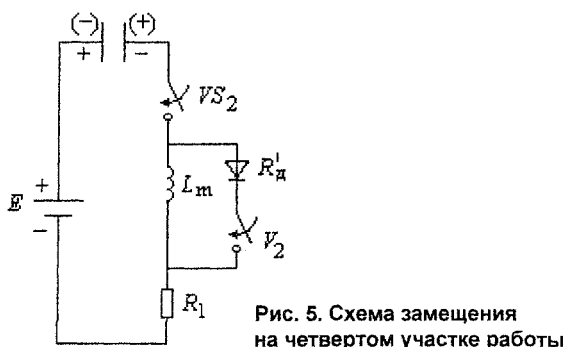 (−) (+)
+ −
VS2
R'д
Lm
E
+
−
V2
R1
Рис. 5. Схема замещения
на четвертом участке работы